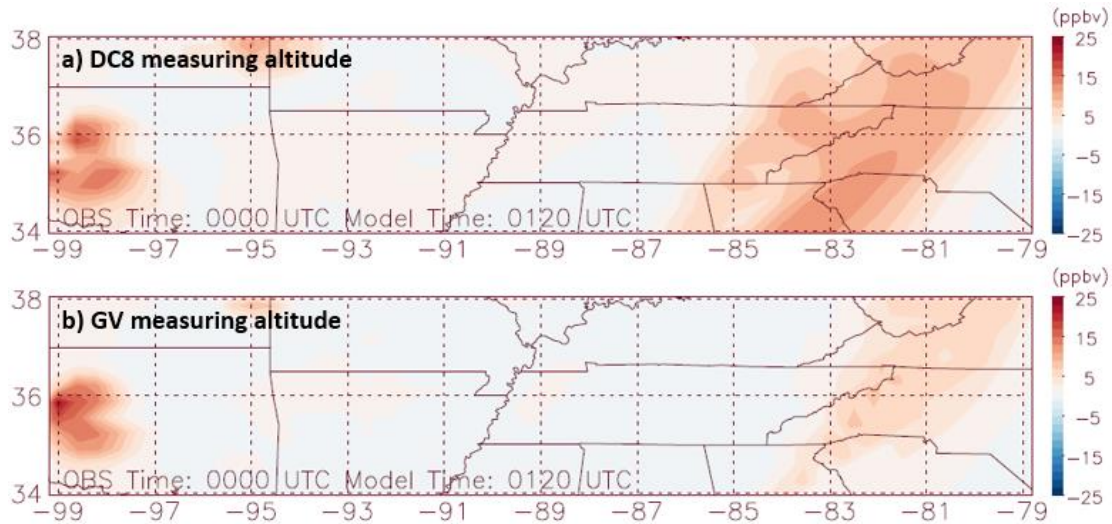 (ppbv)
38
a) DC8 measuring altitude
25
15
36
5
-5
-15
OBS Time: 0000 UTC Model Time: 0120 UTC
34
-25
-99 -97 -95 -93 -91 -89 -87 -85 -83 -81 -79
(ppbv)
38
b) GV measuring altitude
25
15
36
5
-5
-15
OBS Time: 0000 UTC Model Time: 0120 UTC
34
-25
-99 -97 -95 -93 -91 -89 -87 -85 -83 -81 -79